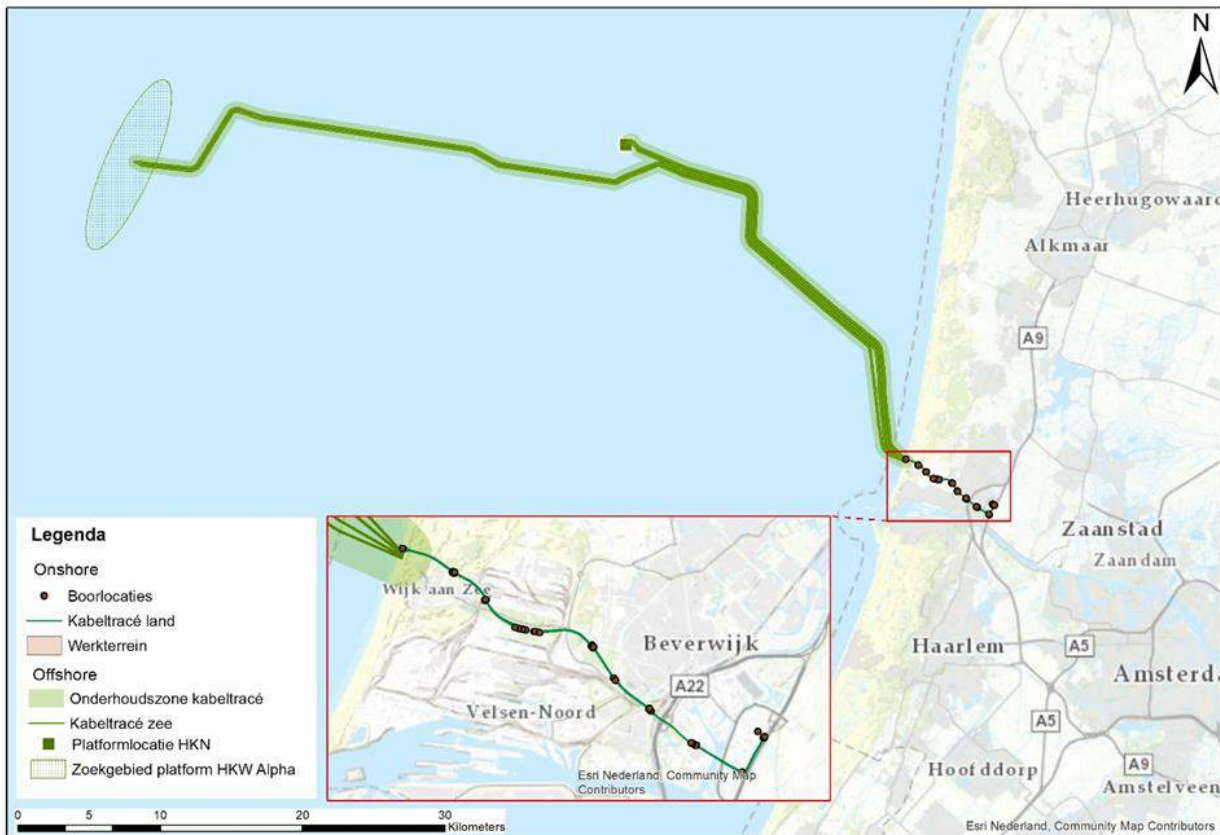 N
Heerhugowaard
Alkmaar
A9
Zaanstad
Zaandam
Haarlem
A5
Amsterda
A5
Hoofddorp
A9
Amstelveen
Legenda
Onshore
Boorlocaties
Kabeltracé land
Werkterrein
Offshore
Onderhoudszone kabeltracé
Kabeltracé zee
Platformlocatie HKN
Zoekgebied platform HKW Alpha
Wijk aan Zee
Beverwijk
A22
Velsen-Noord
Esri Nederland, Community Map
Contributors
0 5 10 20 30
Kilometers
Esri Nederland, Community Map Contributors